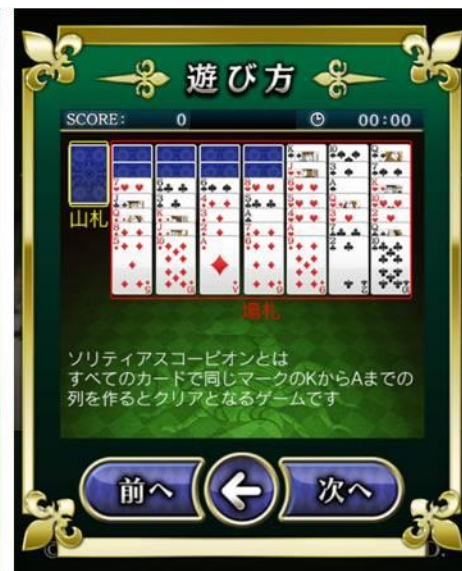 遊び方
SCORE: 0 00:00
山札
場札
ソリティアスコーピオンとは
すべてのカードで同じマークのKからAまでの
列を作るとクリアとなるゲームです
前へ
次へ